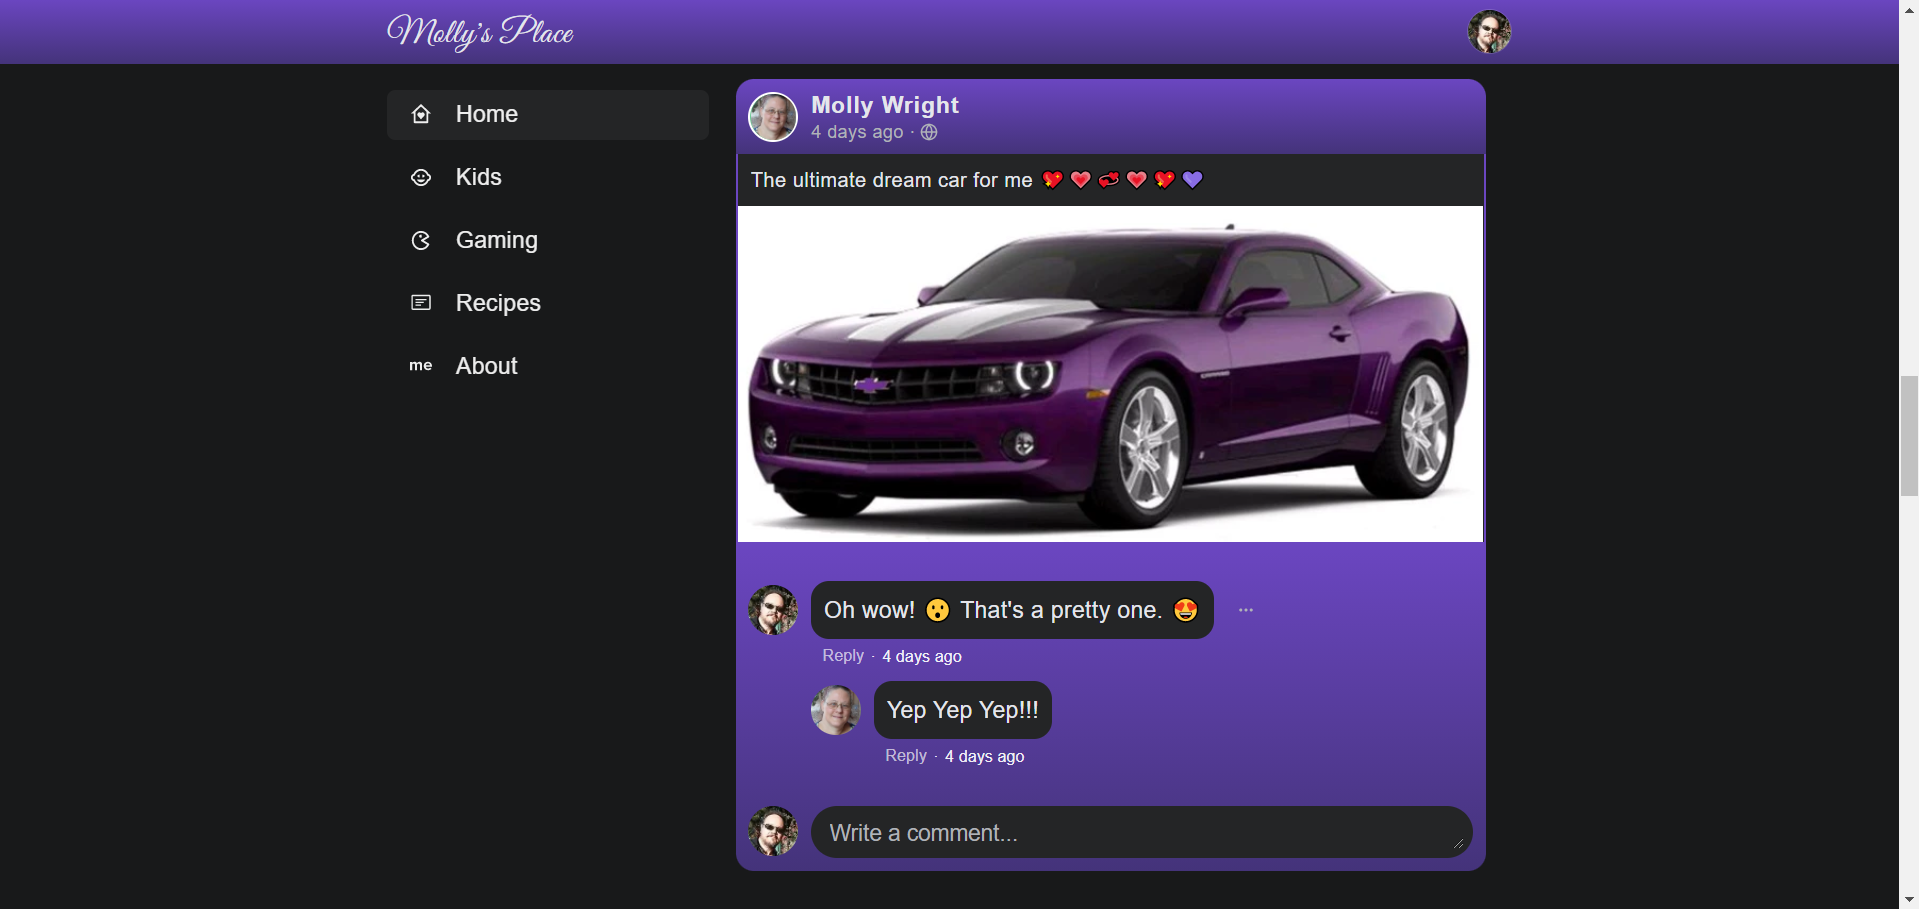 Molly's Place
Home
Kids
Gaming
Recipes
me About
Molly Wright
4 days ago ·
The ultimate dream car for me 💖❤️💞❤️💖💜
Oh wow! 😮 That's a pretty one. 😍
Reply · 4 days ago
Yep Yep Yep!!!
Reply · 4 days ago
Write a comment...